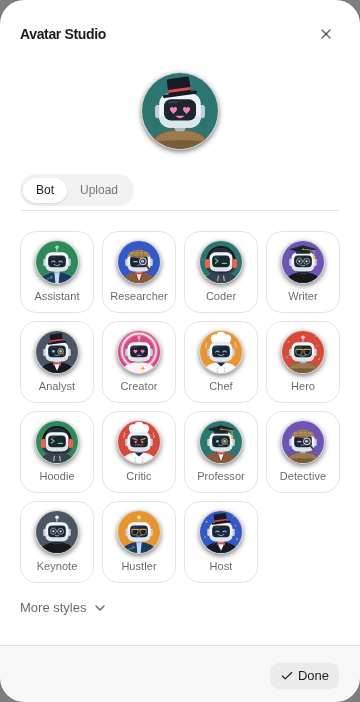 Avatar Studio
Bot Upload
Assistant Researcher Coder Writer
Analyst Creator Chef Hero
Hoodie Critic Professor Detective
Keynote Hustler Host
More styles
Done